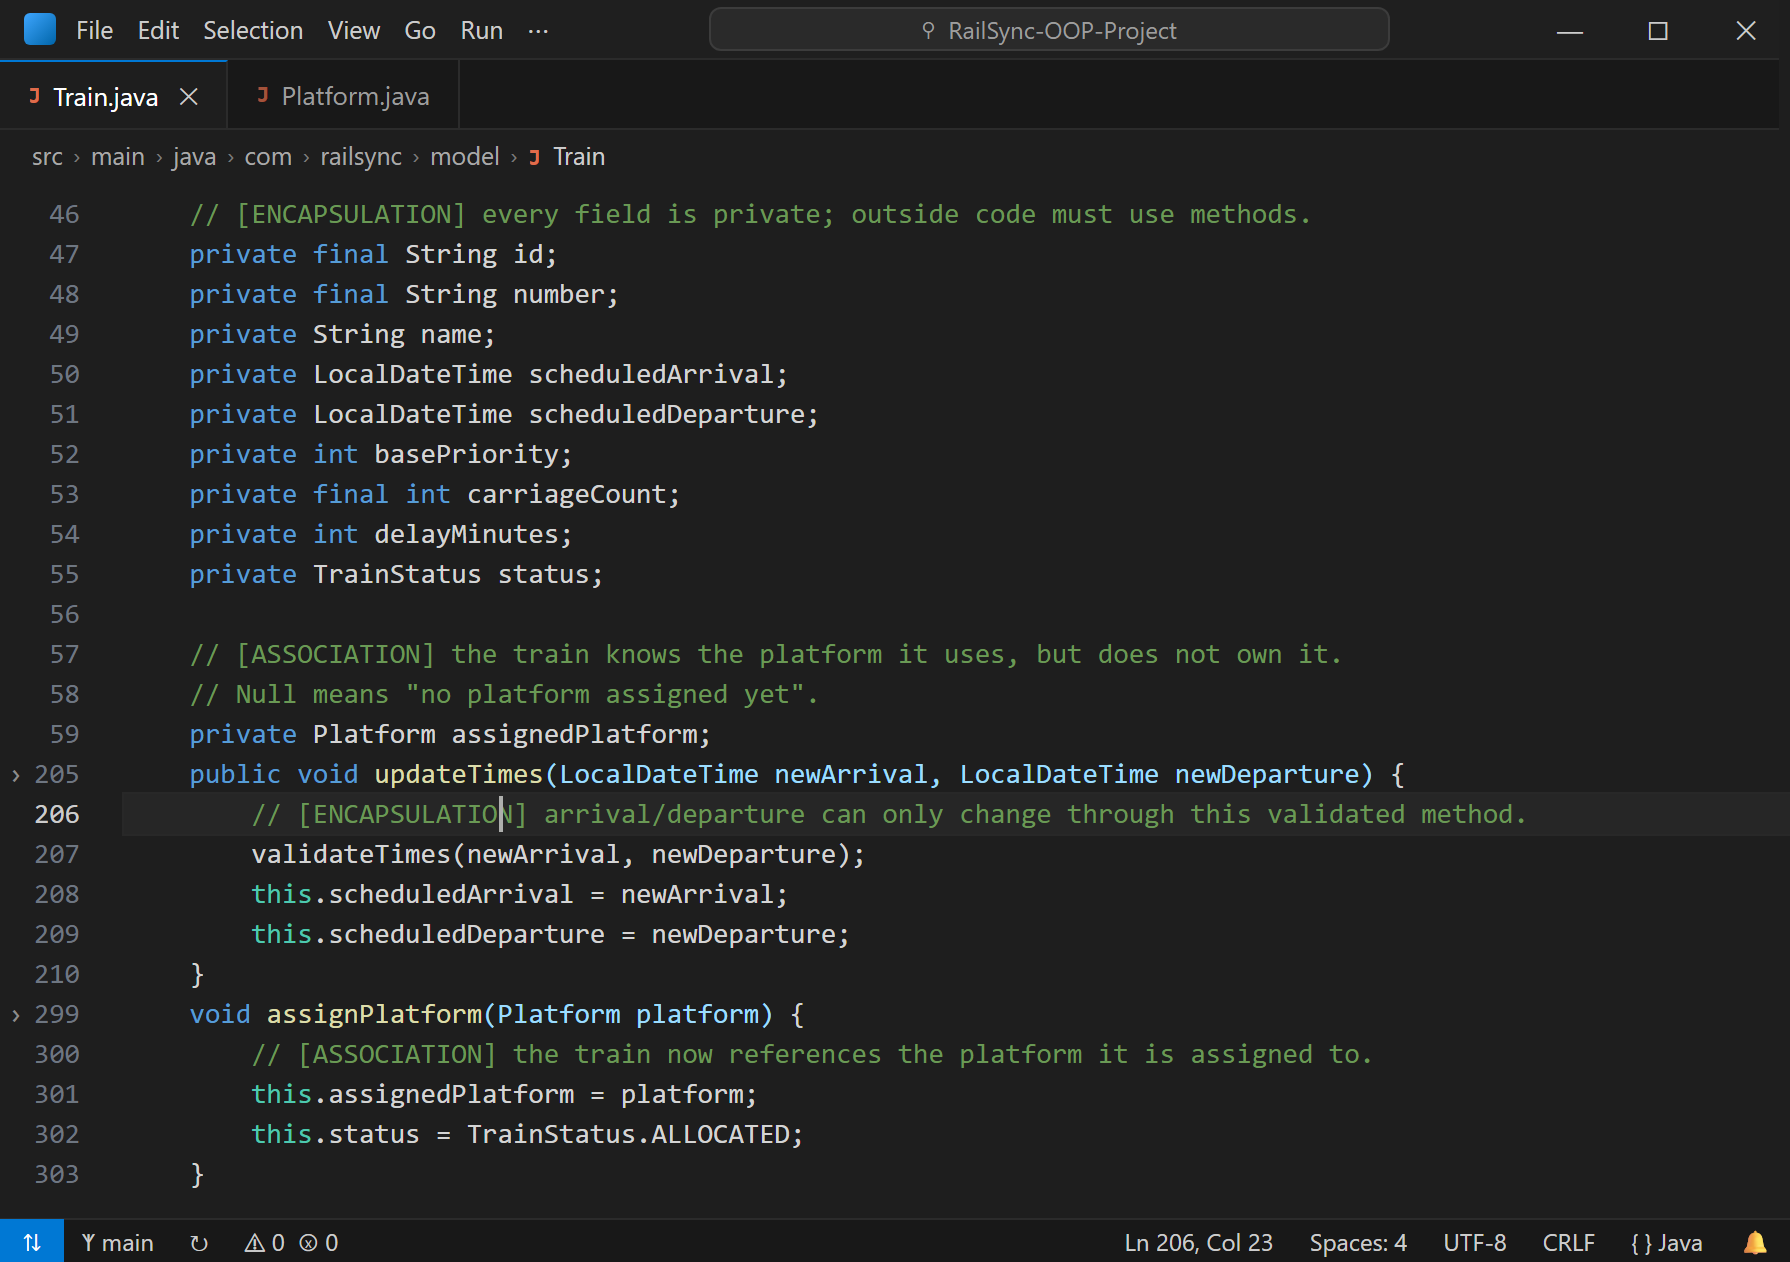 File Edit Selection View Go Run ···
RailSync-OOP-Project
J Train.java
J Platform.java
src › main › java › com › railsync › model › J Train
46 // [ENCAPSULATION] every field is private; outside code must use methods.
47 private final String id;
48 private final String number;
49 private String name;
50 private LocalDateTime scheduledArrival;
51 private LocalDateTime scheduledDeparture;
52 private int basePriority;
53 private final int carriageCount;
54 private int delayMinutes;
55 private TrainStatus status;
56
57 // [ASSOCIATION] the train knows the platform it uses, but does not own it.
58 // Null means "no platform assigned yet".
59 private Platform assignedPlatform;
› 205 public void updateTimes(LocalDateTime newArrival, LocalDateTime newDeparture) {
206 // [ENCAPSULATION] arrival/departure can only change through this validated method.
207 validateTimes(newArrival, newDeparture);
208 this.scheduledArrival = newArrival;
209 this.scheduledDeparture = newDeparture;
210 }
› 299 void assignPlatform(Platform platform) {
300 // [ASSOCIATION] the train now references the platform it is assigned to.
301 this.assignedPlatform = platform;
302 this.status = TrainStatus.ALLOCATED;
303 }
main 0 0 Ln 206, Col 23 Spaces: 4 UTF-8 CRLF { } Java